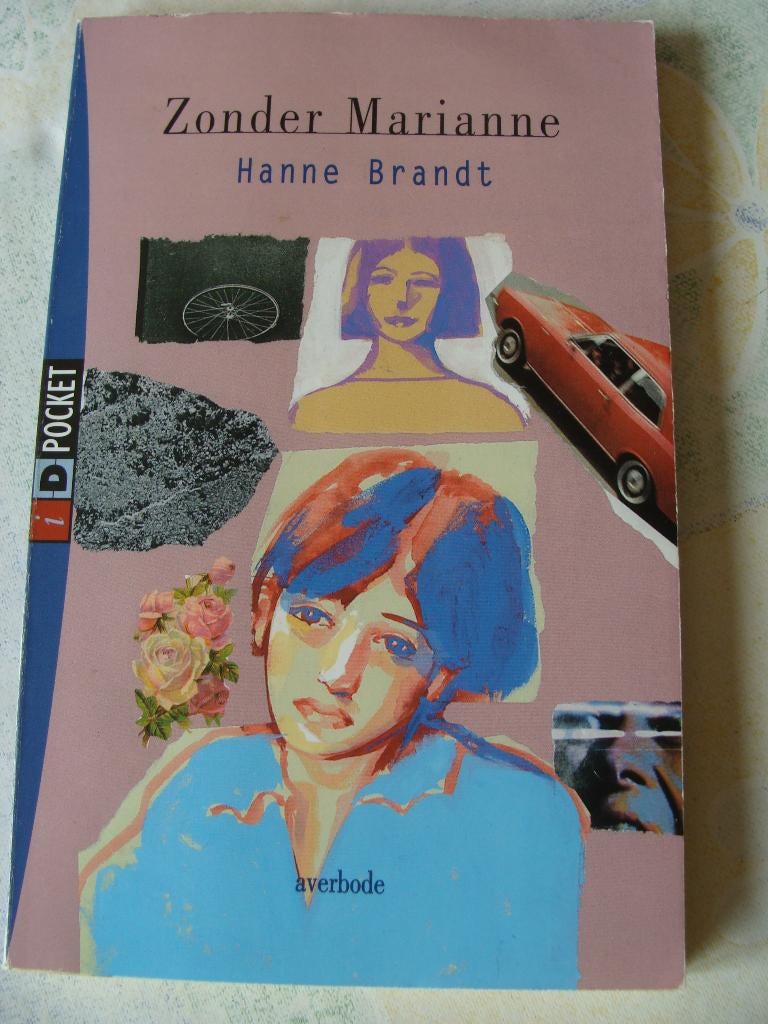 Zonder Marianne
Hanne Brandt
i D POCKET
averbode